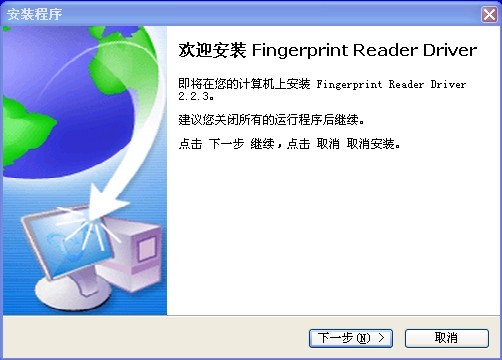 安装程序
欢迎安装 Fingerprint Reader Driver
即将在您的计算机上安装 Fingerprint Reader Driver
2.2.3。
建议您关闭所有的运行程序后继续。
点击 下一步 继续，点击 取消 取消安装。
下一步(N) >
取消